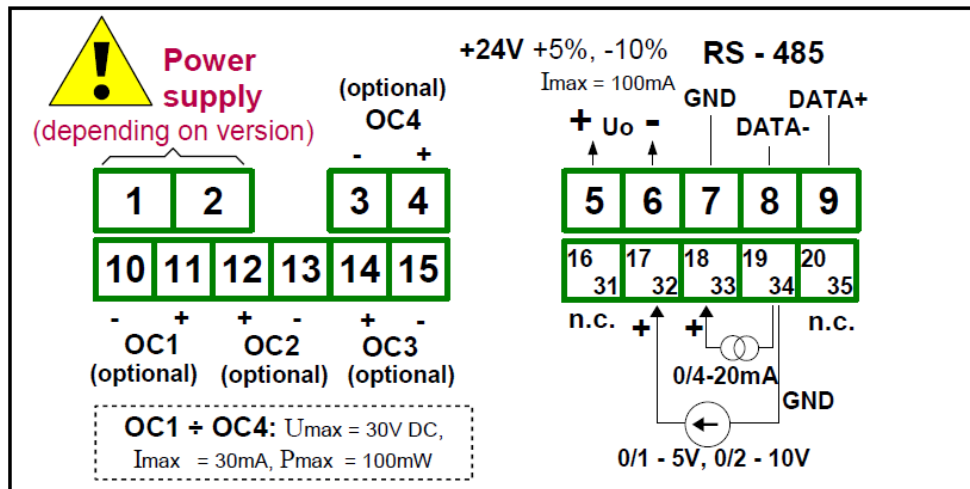 Power
supply
(depending on version)
(optional)
OC4
- +
+24V +5%, -10%
Imax = 100mA
+ Uo -
RS - 485
GND
DATA+
DATA-
1 2 3 4
5 6 7 8 9
10 11 12 13 14 15
16 17 18 19 20
31 32 33 34 35
- + + - + -
OC1 OC2 OC3
(optional) (optional) (optional)
n.c. + + n.c.
0/4-20mA
GND
0/1 - 5V, 0/2 - 10V
OC1 ÷ OC4: Umax = 30V DC,
Imax = 30mA, Pmax = 100mW